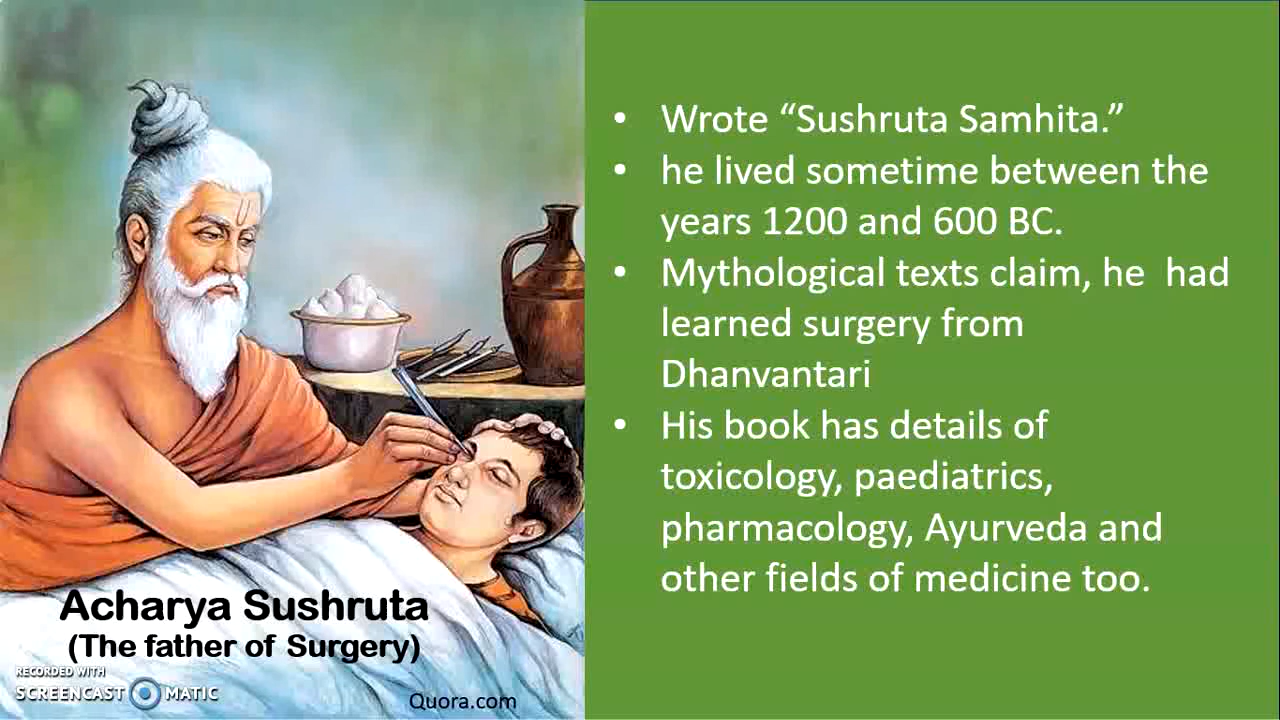 • Wrote “Sushruta Samhita.”
• he lived sometime between the
years 1200 and 600 BC.
• Mythological texts claim, he  had
learned surgery from
Dhanvantari
• His book has details of
toxicology, paediatrics,
pharmacology, Ayurveda and
other fields of medicine too.
Acharya Sushruta
(The father of Surgery)
RECORDED WITH
SCREENCAST MATIC
Quora.com